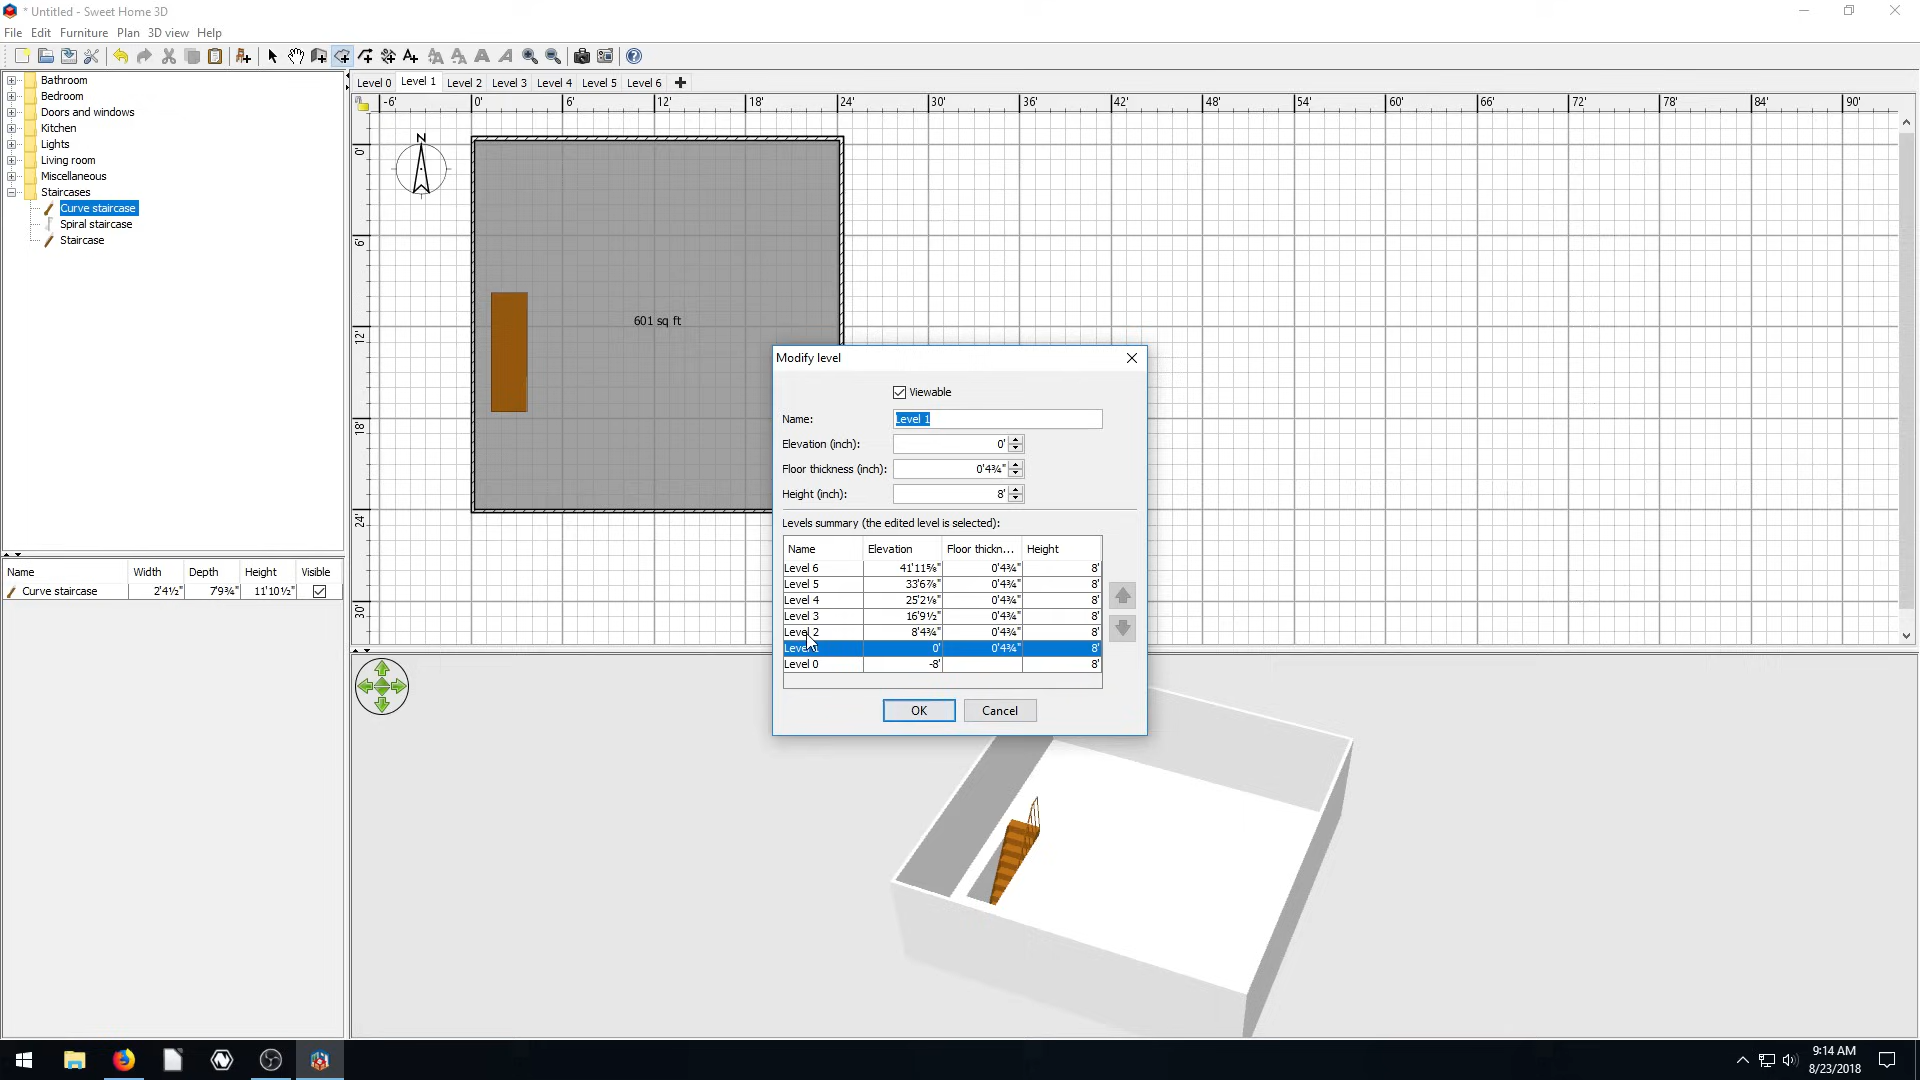 * Untitled - Sweet Home 3D
File Edit Furniture Plan 3D view Help
Level 0 Level 1 Level 2 Level 3 Level 4 Level 5 Level 6
-6' 0' 6' 12' 18' 24' 30' 36' 42' 48' 54' 60' 66' 72' 78' 84' 90'
Bathroom
Bedroom
Doors and windows
Kitchen
Lights
Living room
Miscellaneous
Staircases
Curve staircase
Spiral staircase
Staircase
N
0'
6'
12'
18'
24'
30'
601 sq ft
Name Width Depth Height Visible
Curve staircase 2'4½" 7'9¾" 11'10½"
Modify level
Viewable
Name: Level 1
Elevation (inch): 0'
Floor thickness (inch): 0'4¾"
Height (inch): 8'
Levels summary (the edited level is selected):
Name Elevation Floor thickn... Height
Level 6 41'11⅝" 0'4¾" 8'
Level 5 33'6⅞" 0'4¾" 8'
Level 4 25'2⅛" 0'4¾" 8'
Level 3 16'9½" 0'4¾" 8'
Level 2 8'4¾" 0'4¾" 8'
Level 1 0' 0'4¾" 8'
Level 0 -8' 8'
OK Cancel
9:14 AM
8/23/2018